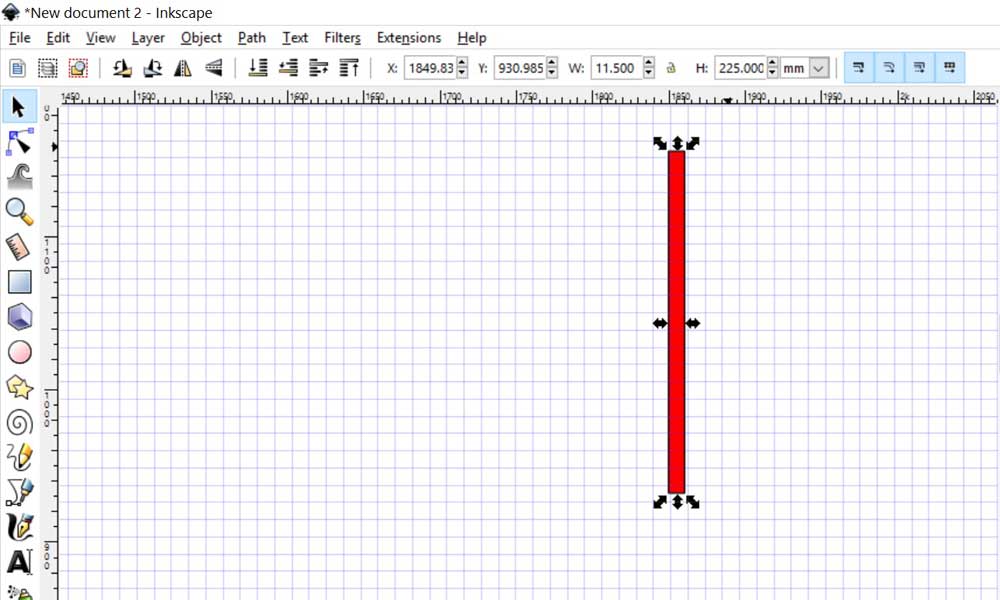 *New document 2 - Inkscape
File Edit View Layer Object Path Text Filters Extensions Help
X: 1849.83 Y: 930.985 W: 11.500 H: 225.000 mm
1450 1500 1550 1600 1650 1700 1750 1800 1850 1900 1950 2k 2050
0
1100
1000
900